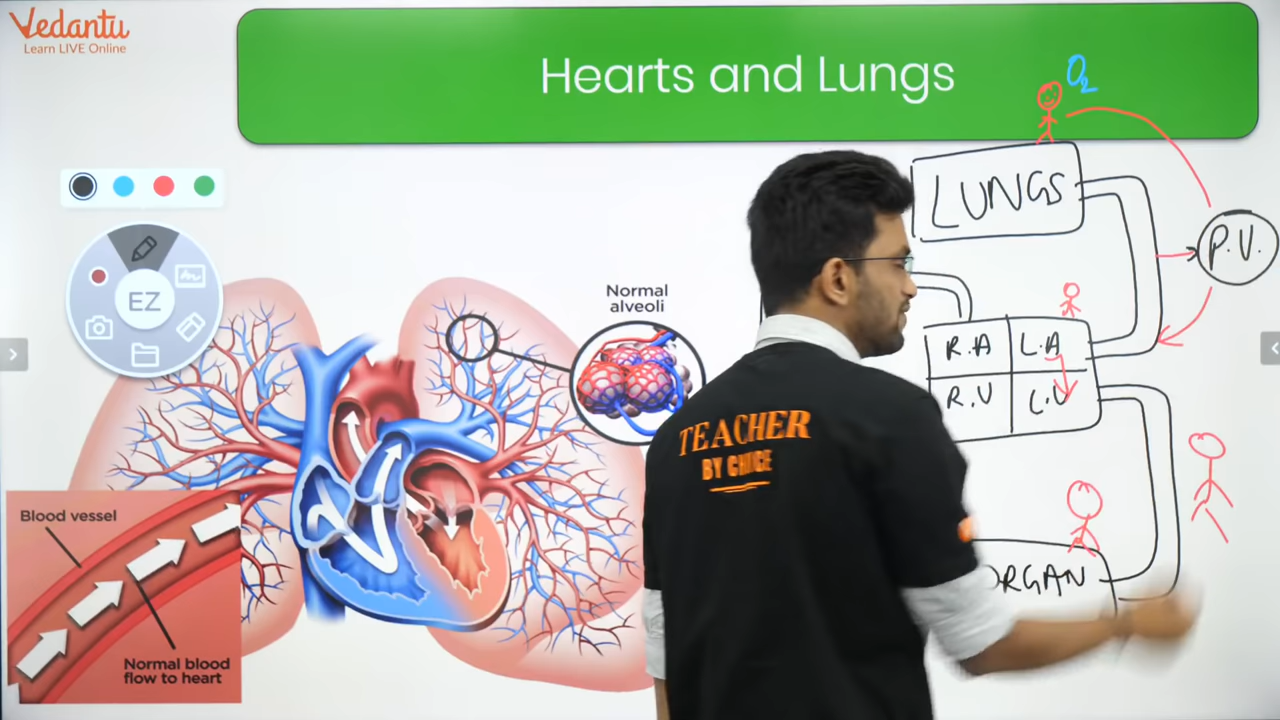 Vedantu
Learn LIVE Online
Hearts and Lungs
O2
LUNGS
P.V.
EZ
Normal
alveoli
R.A L.A
R.V L.V
TEACHER
BY CHOICE
Blood vessel
ORGAN
Normal blood
flow to heart